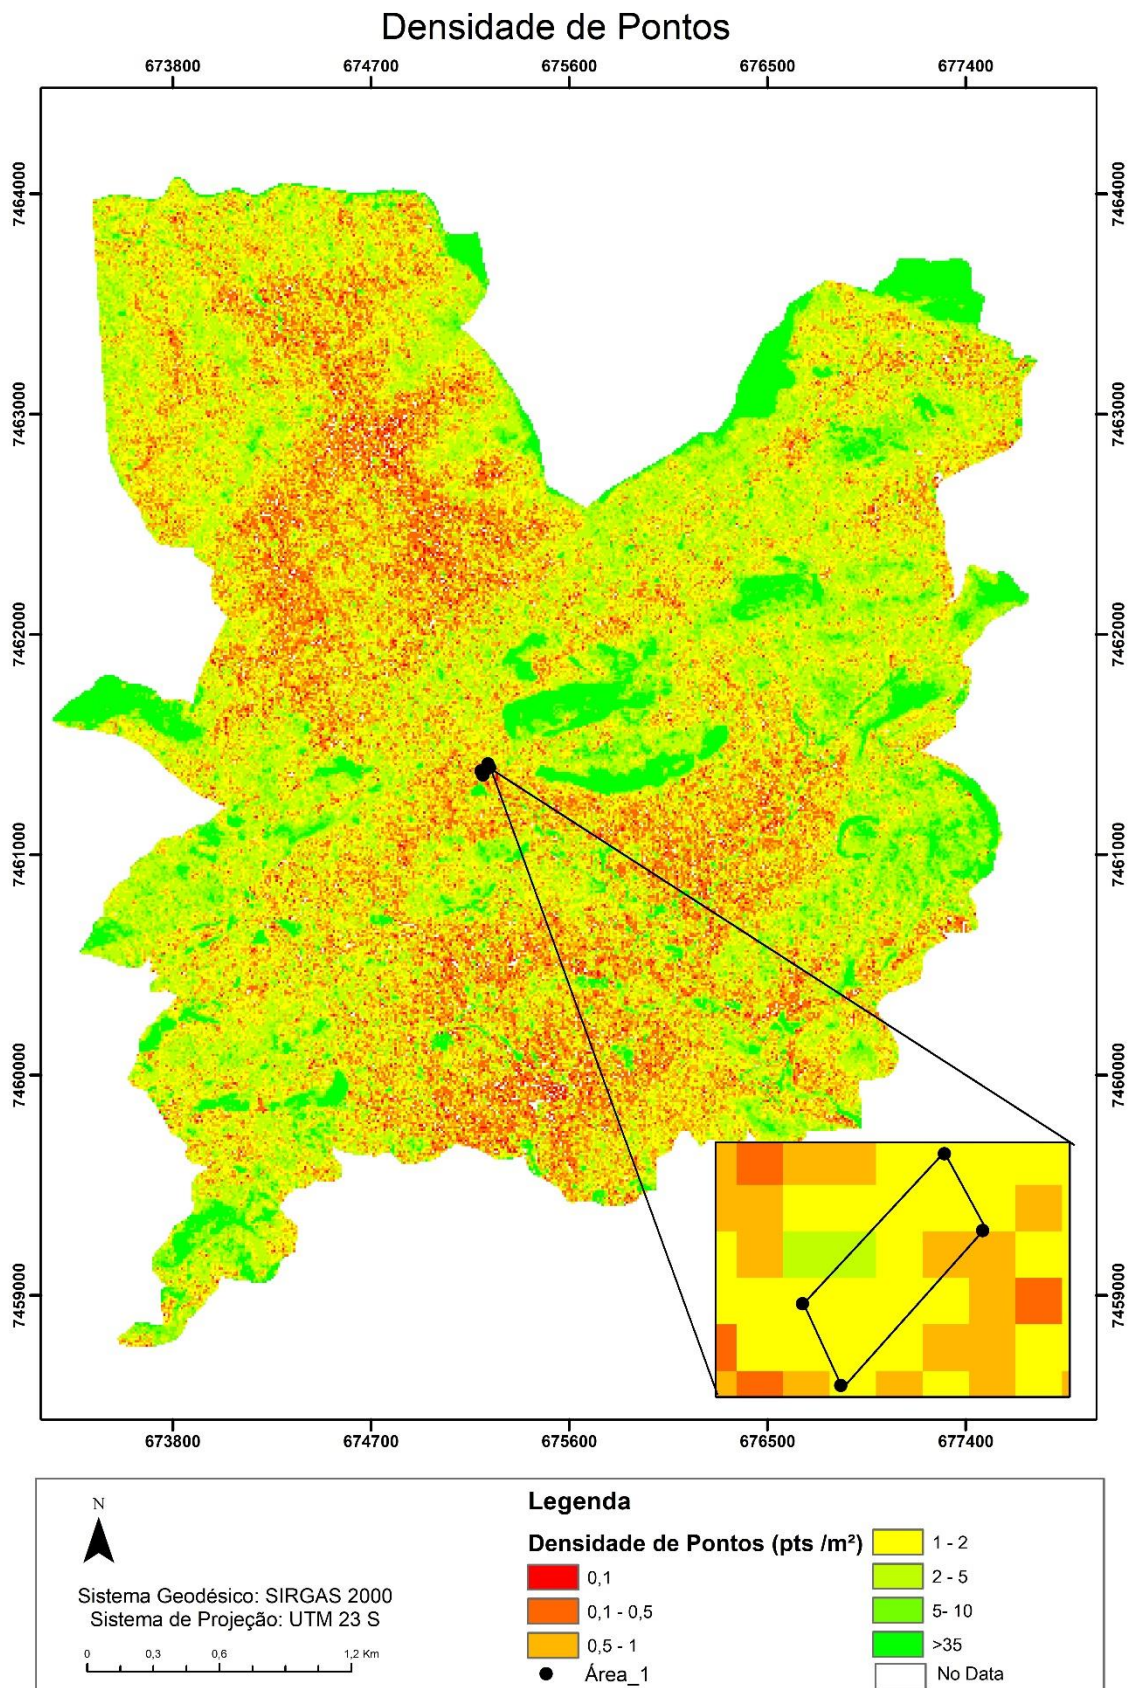 Densidade de Pontos
673800 674700 675600 676500 677400
7464000 7464000
7463000 7463000
7462000 7462000
7461000 7461000
7460000 7460000
7459000 7459000
673800 674700 675600 676500 677400
N
Sistema Geodésico: SIRGAS 2000
Sistema de Projeção: UTM 23 S
0 0,3 0,6 1,2 Km
Legenda
Densidade de Pontos (pts /m²)
0,1
0,1 - 0,5
0,5 - 1
Área_1
1 - 2
2 - 5
5- 10
>35
No Data